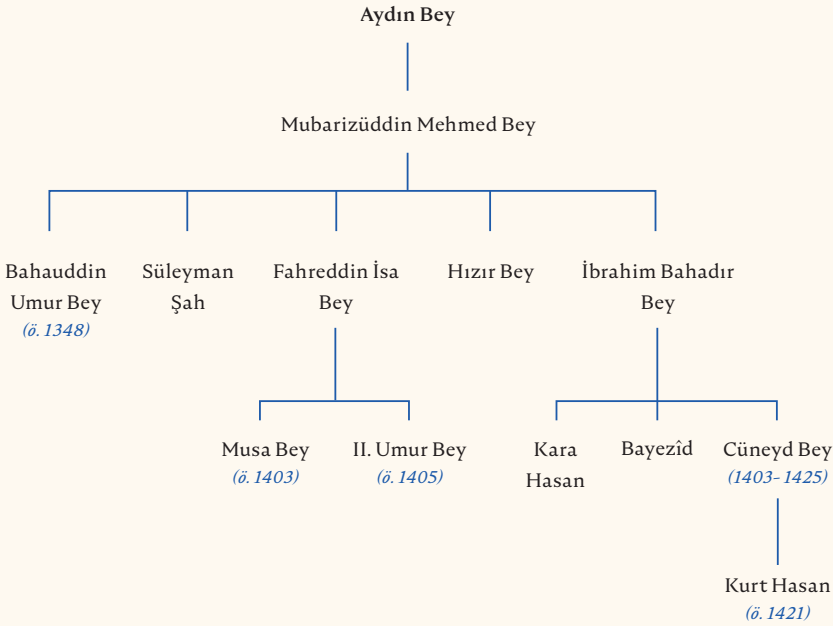 Aydın Bey
Mubarizüddin Mehmed Bey
Bahauddin
Umur Bey
(ö. 1348)
Süleyman
Şah
Fahreddin İsa
Bey
Hızır Bey
İbrahim Bahadır
Bey
Musa Bey
(ö. 1403)
II. Umur Bey
(ö. 1405)
Kara
Hasan
Bayezîd
Cüneyd Bey
(1403- 1425)
Kurt Hasan
(ö. 1421)